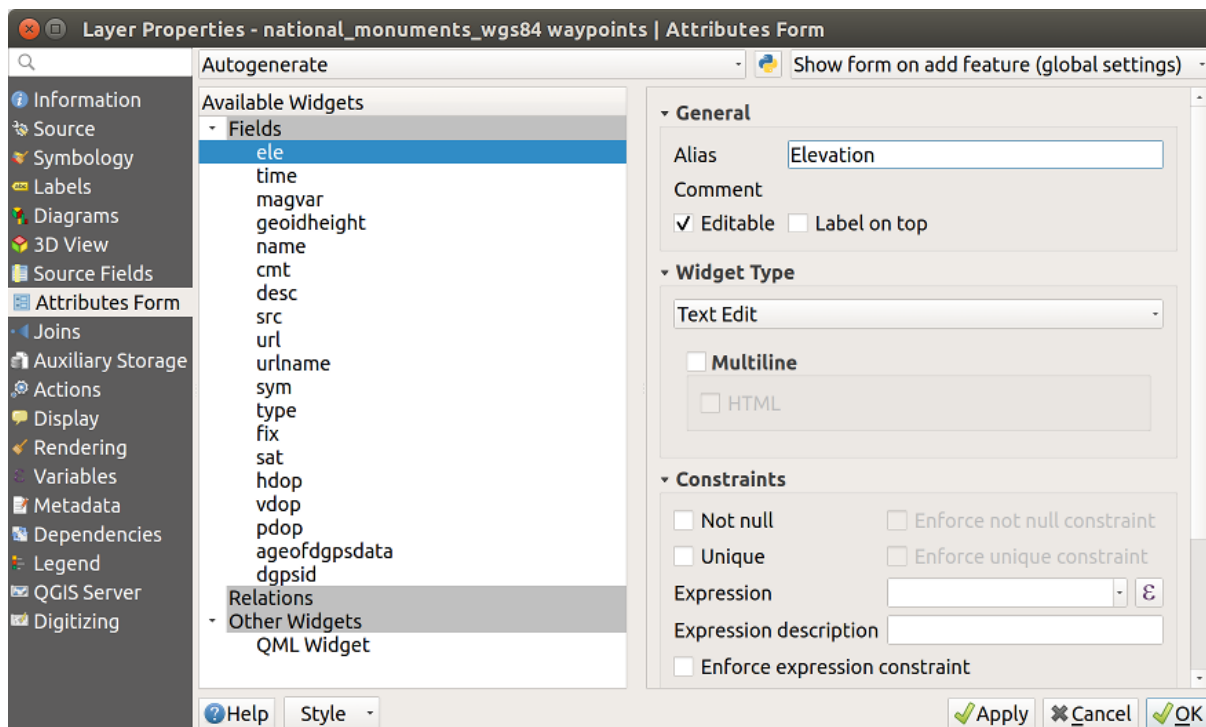 Layer Properties - national_monuments_wgs84 waypoints | Attributes Form
Autogenerate
Show form on add feature (global settings)
Information
Source
Symbology
Labels
Diagrams
3D View
Source Fields
Attributes Form
Joins
Auxiliary Storage
Actions
Display
Rendering
Variables
Metadata
Dependencies
Legend
QGIS Server
Digitizing
Available Widgets
Fields
ele
time
magvar
geoidheight
name
cmt
desc
src
url
urlname
sym
type
fix
sat
hdop
vdop
pdop
ageofdgpsdata
dgpsid
Relations
Other Widgets
QML Widget
General
Alias Elevation
Comment
Editable Label on top
Widget Type
Text Edit
Multiline
HTML
Constraints
Not null Enforce not null constraint
Unique Enforce unique constraint
Expression ε
Expression description
Enforce expression constraint
Help Style Apply Cancel OK